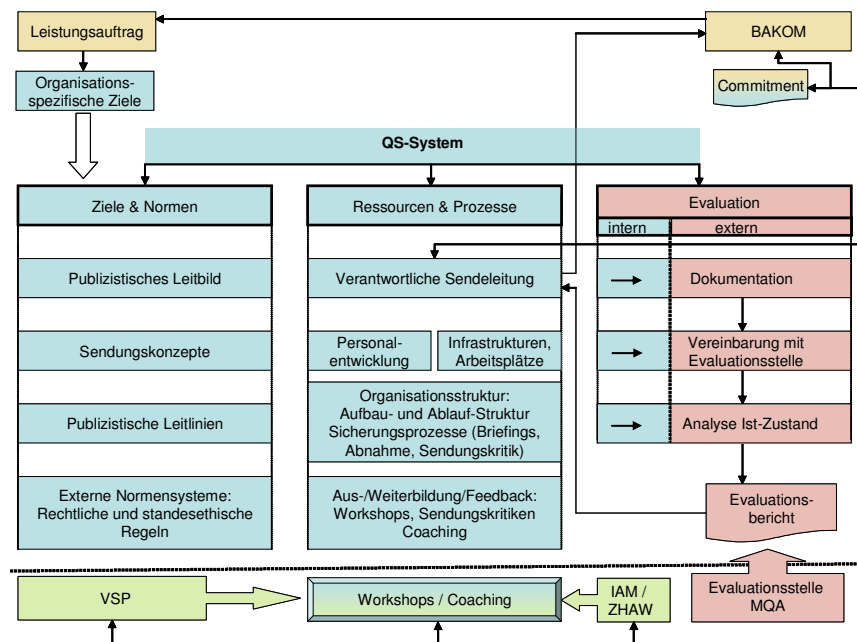 Leistungsauftrag
BAKOM
Organisations-
spezifische Ziele
Commitment
QS-System
Ziele & Normen
Ressourcen & Prozesse
Evaluation
intern
extern
Publizistisches Leitbild
Verantwortliche Sendeleitung
Dokumentation
Sendungskonzepte
Personal-
entwicklung
Infrastrukturen,
Arbeitsplätze
Vereinbarung mit
Evaluationsstelle
Publizistische Leitlinien
Organisationsstruktur:
Aufbau- und Ablauf-Struktur
Sicherungsprozesse (Briefings,
Abnahme, Sendungskritik)
Analyse Ist-Zustand
Externe Normensysteme:
Rechtliche und standesethische
Regeln
Aus-/Weiterbildung/Feedback:
Workshops, Sendungskritiken
Coaching
Evaluations-
bericht
VSP
Workshops / Coaching
IAM /
ZHAW
Evaluationsstelle
MQA